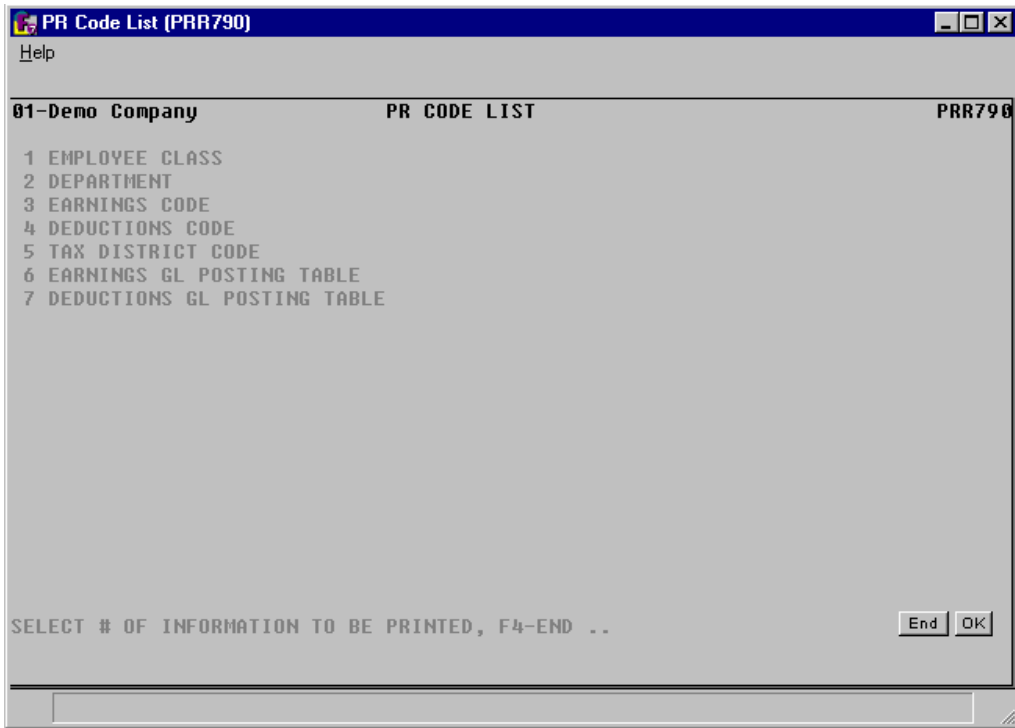 PR Code List (PRR790)
Help
01-Demo Company PR CODE LIST PRR790
1 EMPLOYEE CLASS
2 DEPARTMENT
3 EARNINGS CODE
4 DEDUCTIONS CODE
5 TAX DISTRICT CODE
6 EARNINGS GL POSTING TABLE
7 DEDUCTIONS GL POSTING TABLE
SELECT # OF INFORMATION TO BE PRINTED, F4-END .. End OK